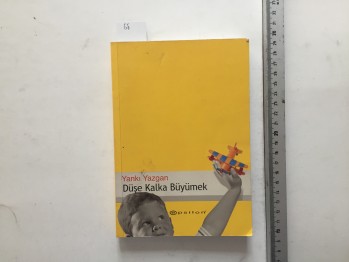 Yankı Yazgan
Düşe Kalka Büyümek
epsilon